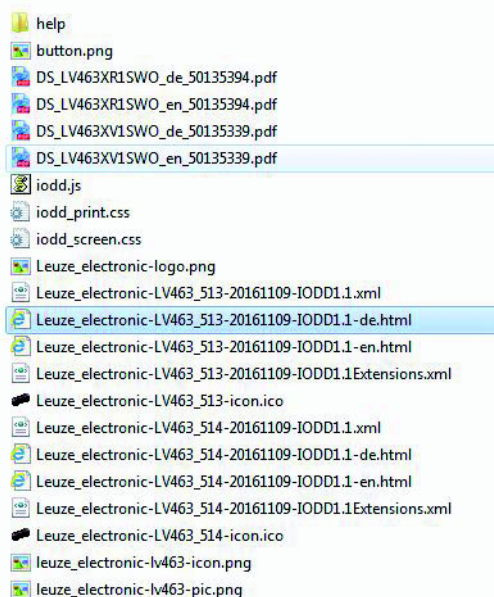 help
button.png
DS_LV463XR1SWO_de_50135394.pdf
DS_LV463XR1SWO_en_50135394.pdf
DS_LV463XV1SWO_de_50135339.pdf
DS_LV463XV1SWO_en_50135339.pdf
iodd.js
iodd_print.css
iodd_screen.css
Leuze_electronic-logo.png
Leuze_electronic-LV463_513-20161109-IODD1.1.xml
Leuze_electronic-LV463_513-20161109-IODD1.1-de.html
Leuze_electronic-LV463_513-20161109-IODD1.1-en.html
Leuze_electronic-LV463_513-20161109-IODD1.1Extensions.xml
Leuze_electronic-LV463_513-icon.ico
Leuze_electronic-LV463_514-20161109-IODD1.1.xml
Leuze_electronic-LV463_514-20161109-IODD1.1-de.html
Leuze_electronic-LV463_514-20161109-IODD1.1-en.html
Leuze_electronic-LV463_514-20161109-IODD1.1Extensions.xml
Leuze_electronic-LV463_514-icon.ico
leuze_electronic-lv463-icon.png
leuze_electronic-lv463-pic.png